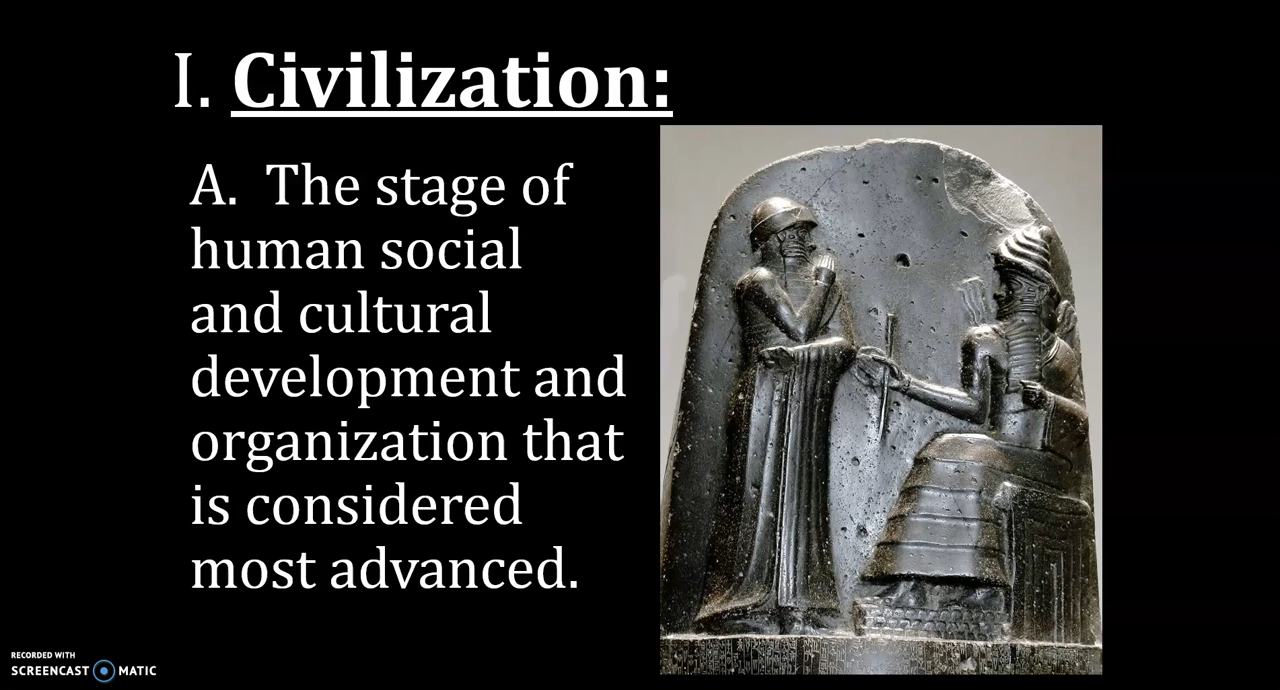 I. Civilization:
A. The stage of
human social
and cultural
development and
organization that
is considered
most advanced.
RECORDED WITH
SCREENCAST MATIC